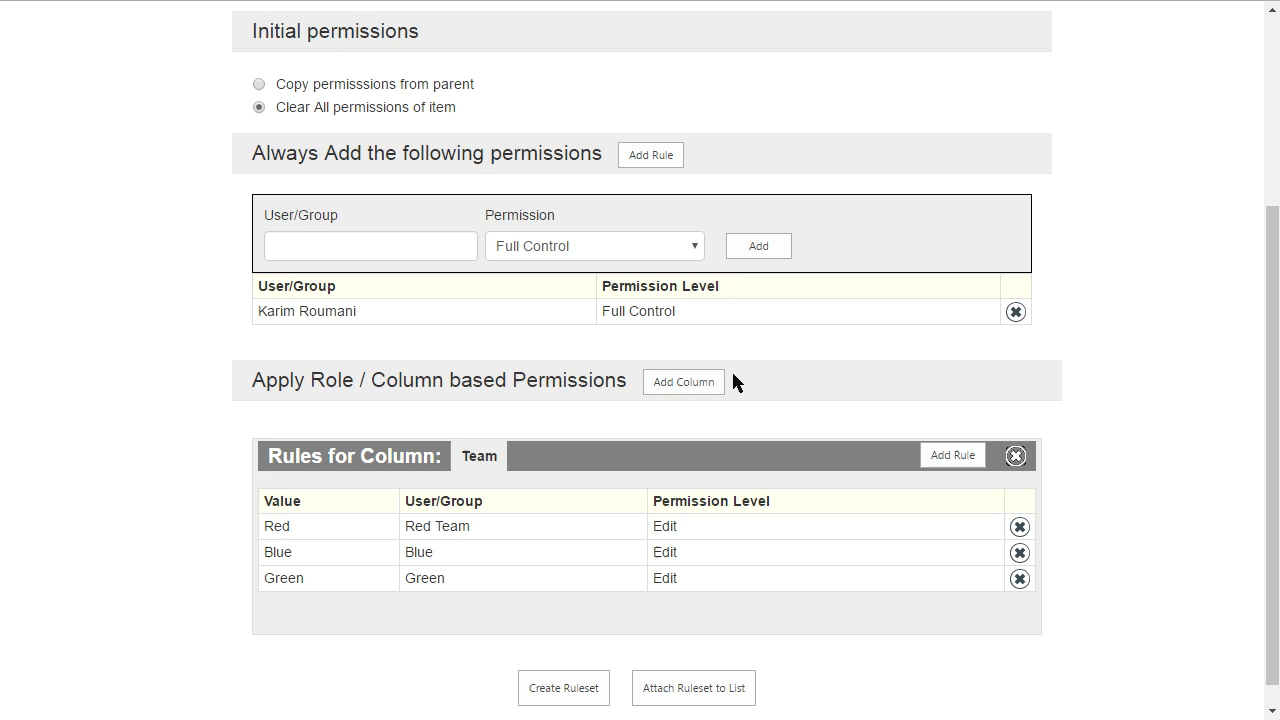 Initial permissions
Copy permisssions from parent
Clear All permissions of item
Always Add the following permissions Add Rule
User/Group Permission
Full Control Add
User/Group Permission Level
Karim Roumani Full Control
Apply Role / Column based Permissions Add Column
Rules for Column: Team Add Rule
Value User/Group Permission Level
Red Red Team Edit
Blue Blue Edit
Green Green Edit
Create Ruleset Attach Ruleset to List